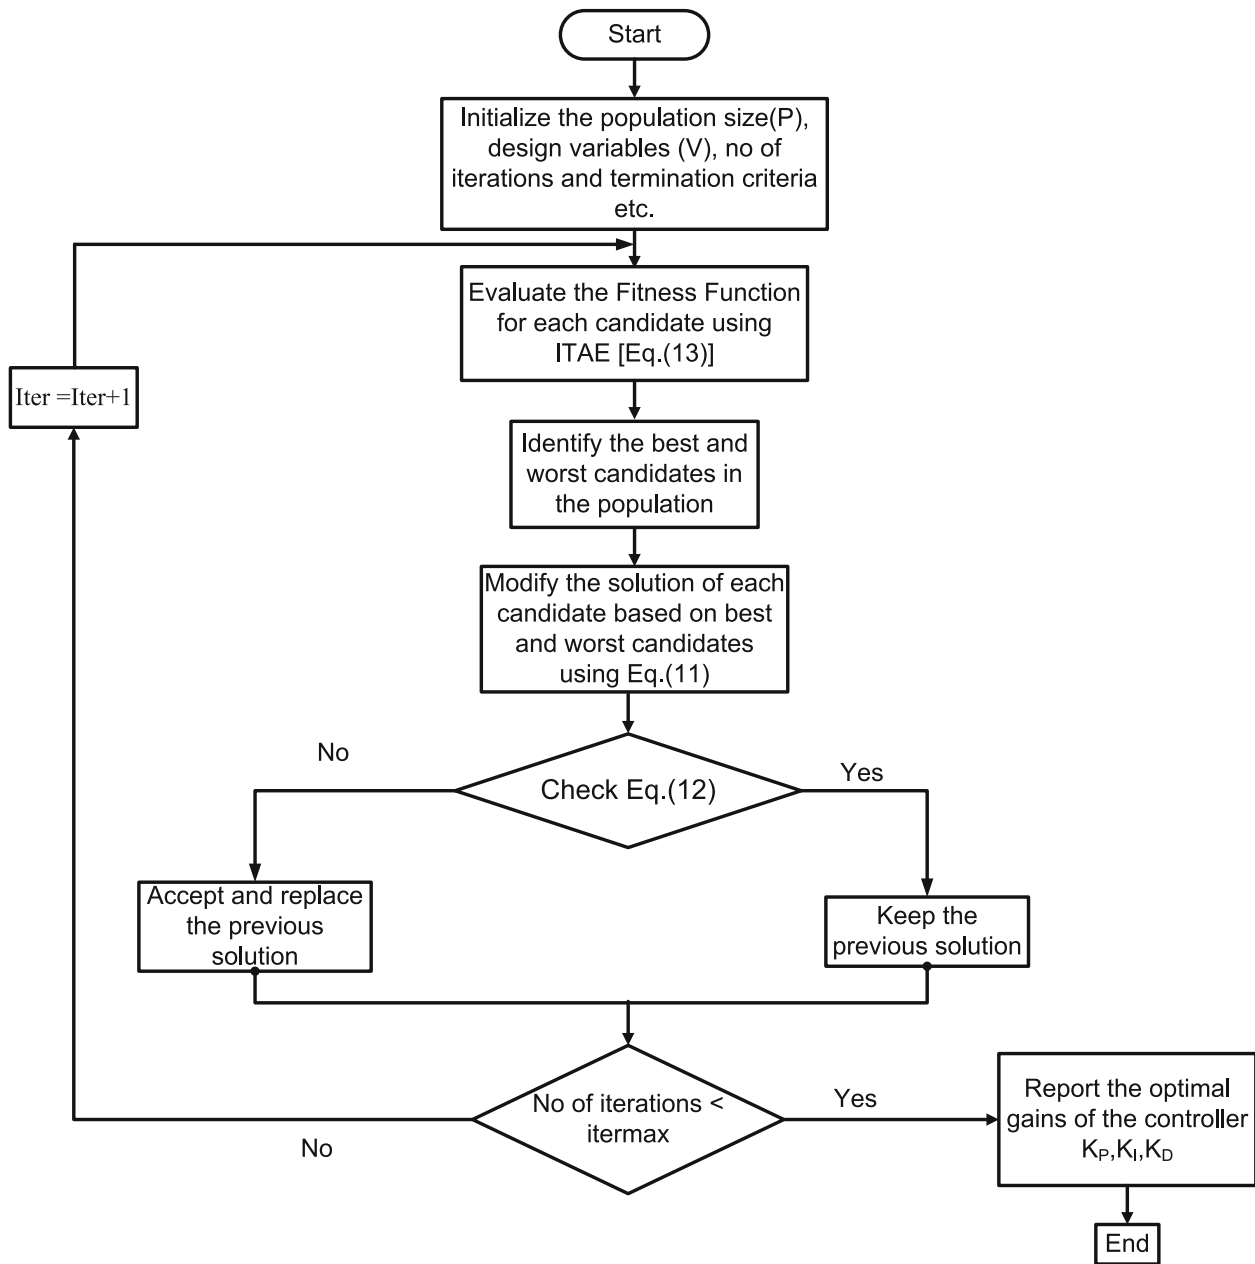 Start
Initialize the population size(P),
design variables (V), no of
iterations and termination criteria
etc.
Evaluate the Fitness Function
for each candidate using
ITAE [Eq.(13)]
Iter =Iter+1
Identify the best and
worst candidates in
the population
Modify the solution of each
candidate based on best
and worst candidates
using Eq.(11)
No
Check Eq.(12)
Yes
Accept and replace
the previous
solution
Keep the
previous solution
No of iterations <
itermax
Yes
No
Report the optimal
gains of the controller
KP,KI,KD
End